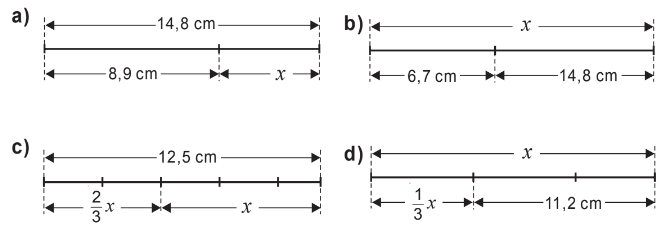 a)
14,8 cm
8,9 cm x
b)
x
6,7 cm 14,8 cm
c)
12,5 cm
2/3 x x
d)
x
1/3 x 11,2 cm